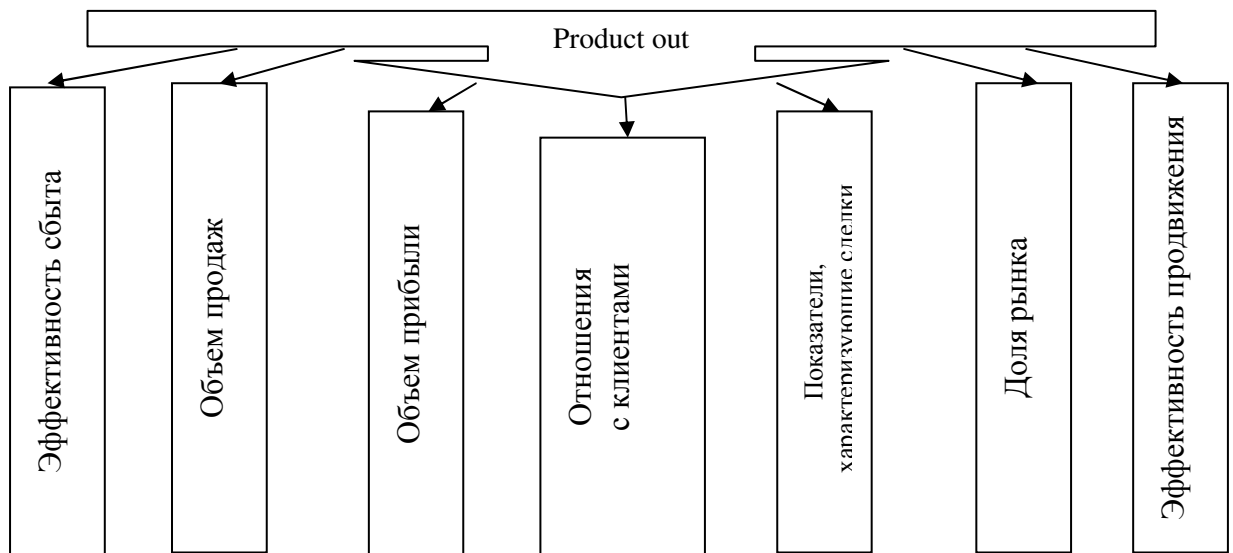 Product out
Эффективность сбыта
Объем продаж
Объем прибыли
Отношения
с клиентами
Показатели,
характеризующие сделки
Доля рынка
Эффективность продвижения